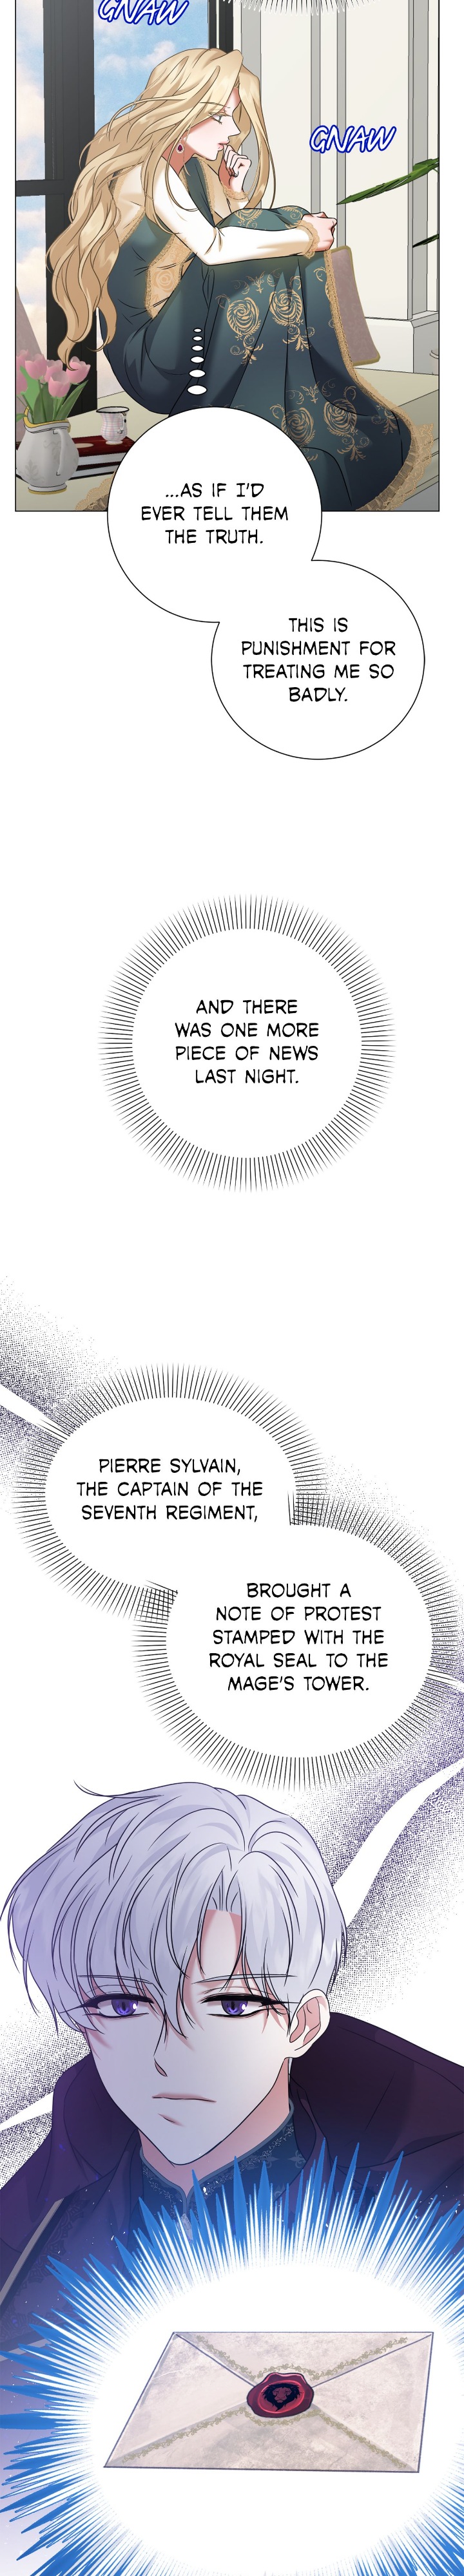 GNAW
GNAW
...AS IF I'D
EVER TELL THEM
THE TRUTH.
THIS IS
PUNISHMENT FOR
TREATING ME SO
BADLY.
AND THERE
WAS ONE MORE
PIECE OF NEWS
LAST NIGHT.
PIERRE SYLVAIN,
THE CAPTAIN OF THE
SEVENTH REGIMENT,
BROUGHT A
NOTE OF PROTEST
STAMPED WITH THE
ROYAL SEAL TO THE
MAGE'S TOWER.